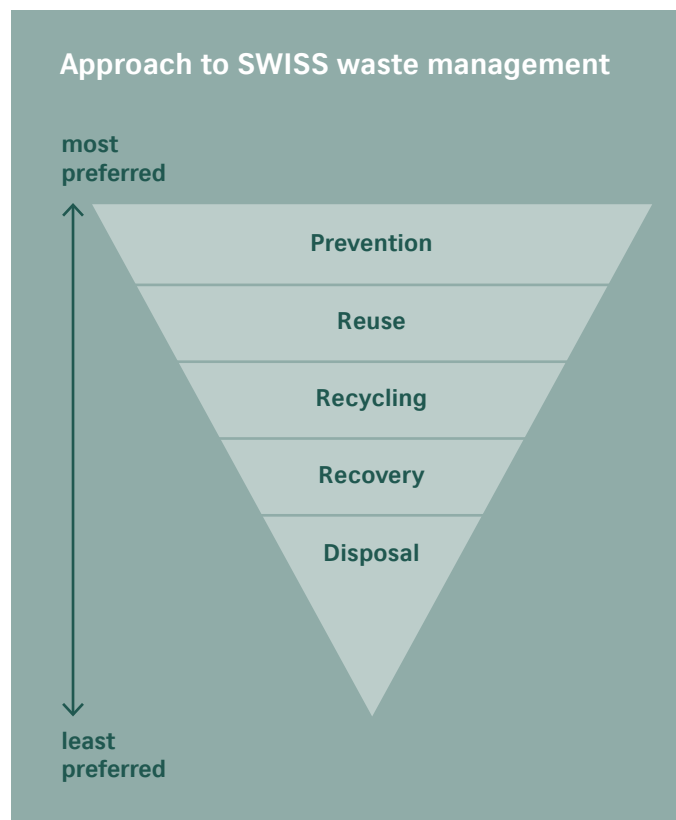 Approach to SWISS waste management
most
preferred
Prevention
Reuse
Recycling
Recovery
Disposal
least
preferred